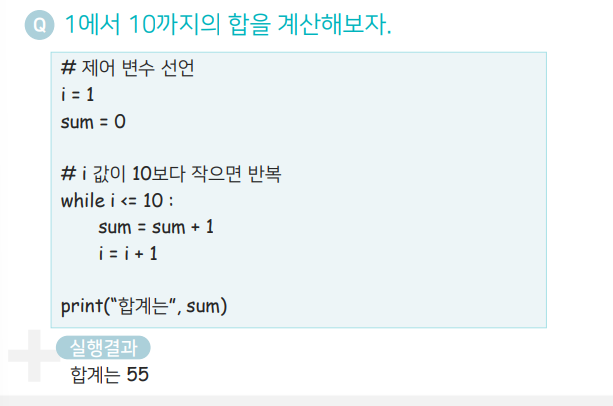 Q 1에서 10까지의 합을 계산해보자.
# 제어 변수 선언
i = 1
sum = 0
# i 값이 10보다 작으면 반복
while i <= 10 :
sum = sum + 1
i = i + 1
print("합계는", sum)
실행결과
합계는 55